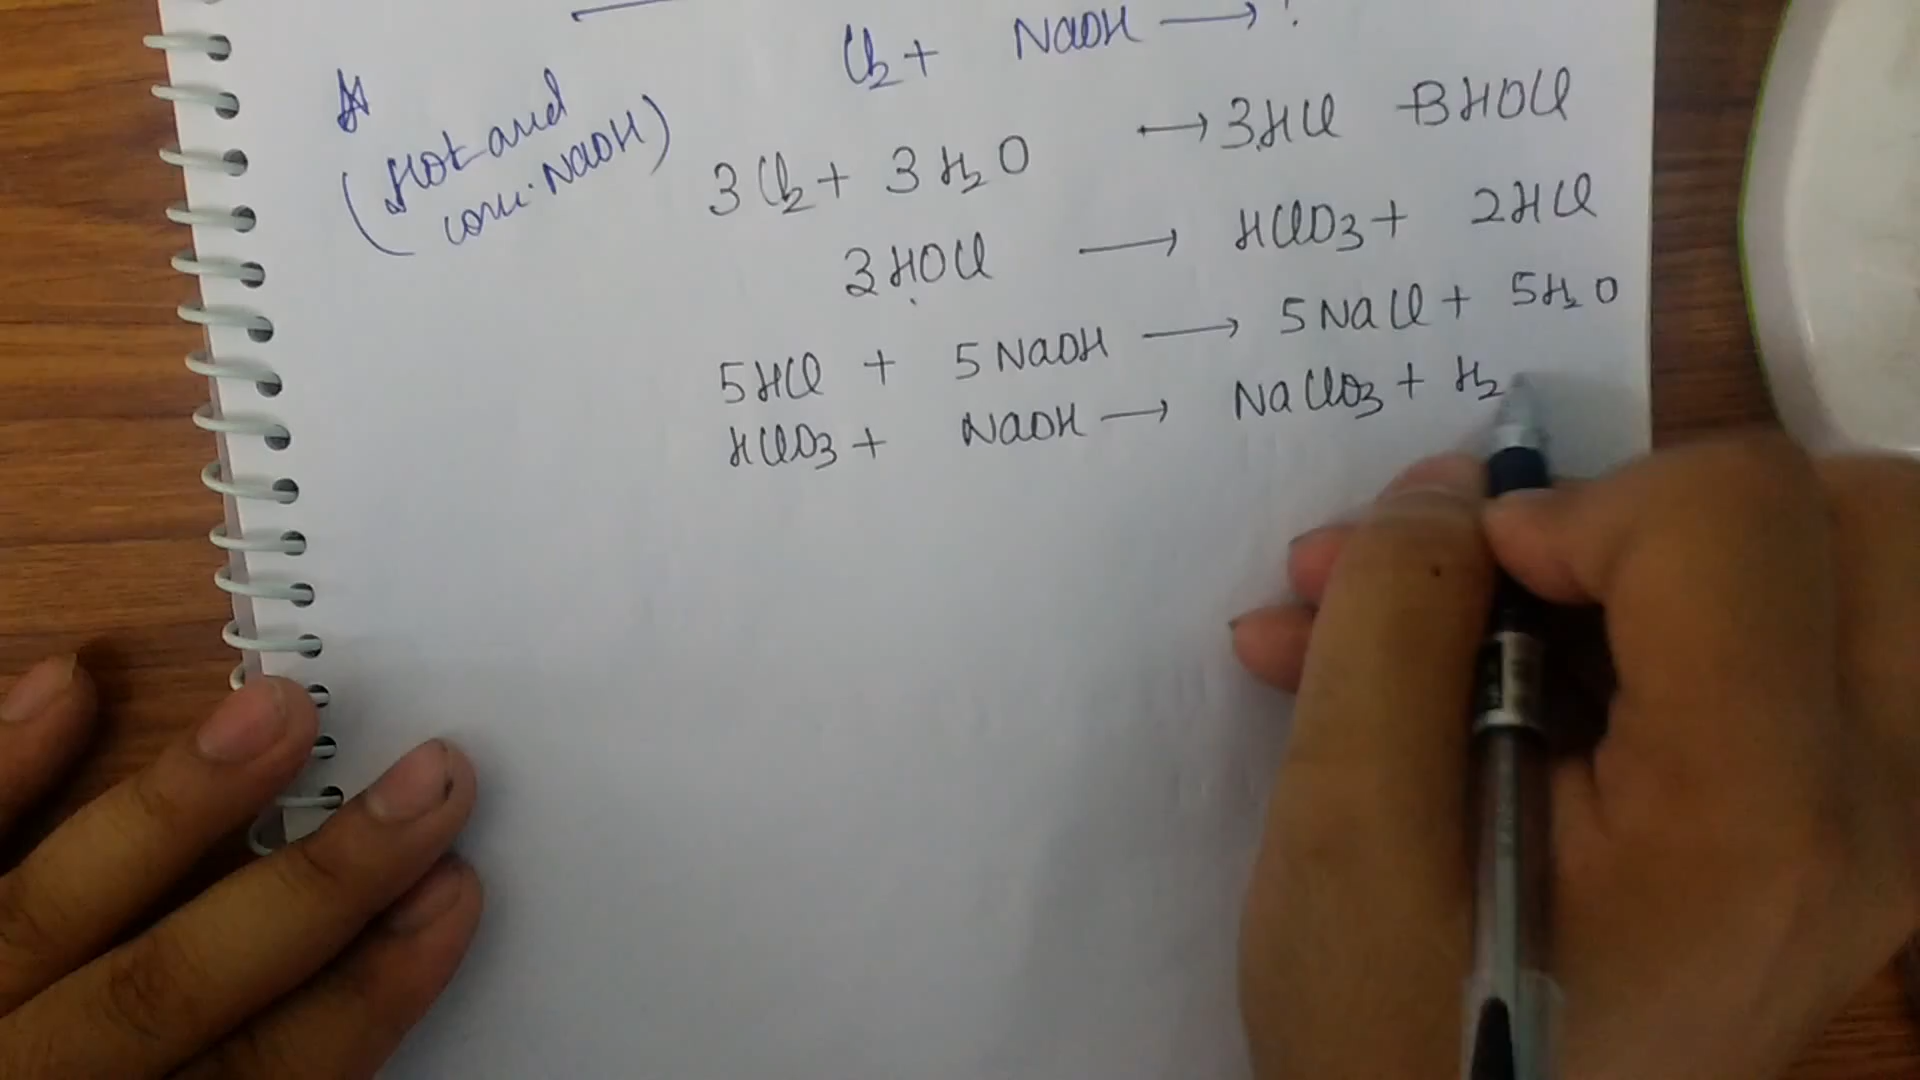 Cl2 + NaOH → ?
(Hot and
conc. NaOH)
3Cl2 + 3H2O → 3HCl + 3HOCl
3HOCl → HClO3 + 2HCl
5HCl + 5NaOH → 5NaCl + 5H2O
HClO3 + NaOH → NaClO3 + H2